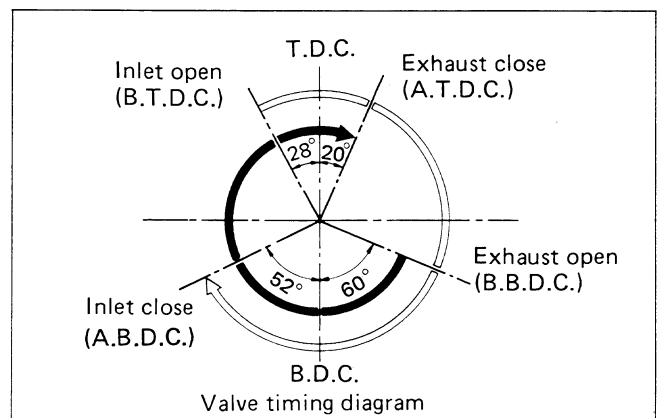 T.D.C.
Inlet open
(B.T.D.C.)
Exhaust close
(A.T.D.C.)
28°
20°
52°
60°
Exhaust open
(B.B.D.C.)
Inlet close
(A.B.D.C.)
B.D.C.
Valve timing diagram